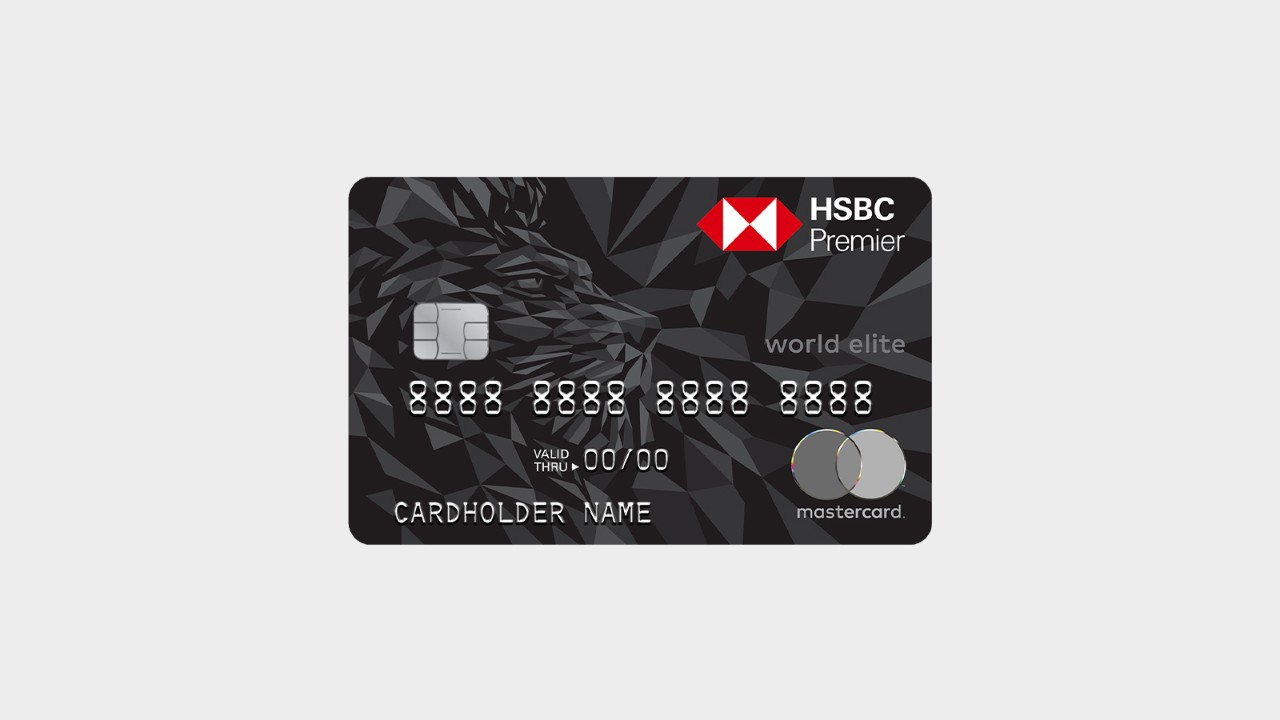 HSBC
Premier
world elite
8888 8888 8888 8888
VALID
THRU ▶ 00/00
CARDHOLDER NAME
mastercard.